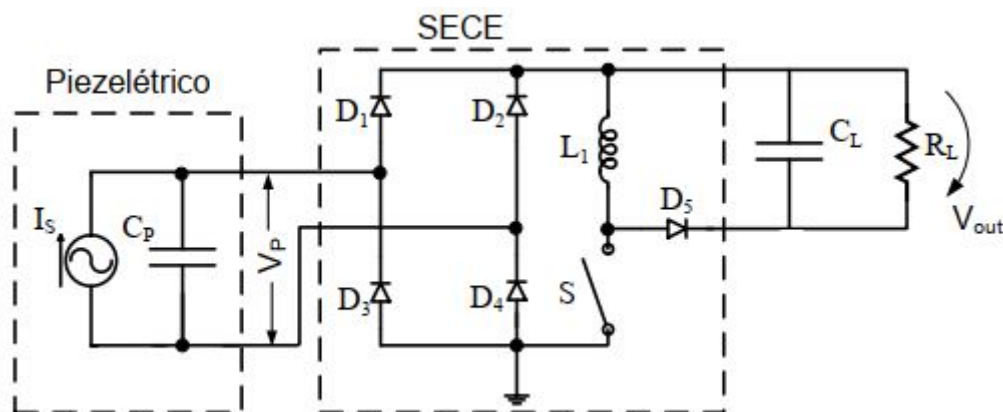 SECE
Piezelétrico
D1
D2
L1
CL
RL
IS
CP
VP
D5
Vout
D3
D4
S